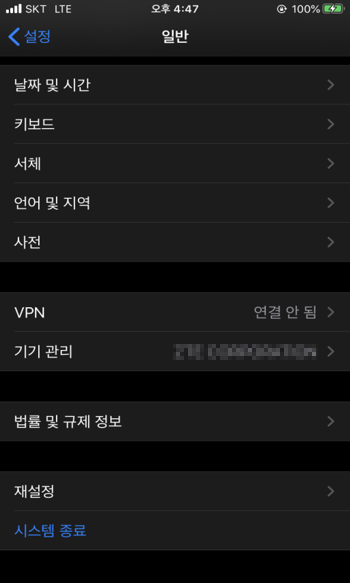 SKT LTE 오후 4:47 100%
설정 일반
날짜 및 시간
키보드
서체
언어 및 지역
사전
VPN 연결 안 됨
기기 관리
법률 및 규제 정보
재설정
시스템 종료